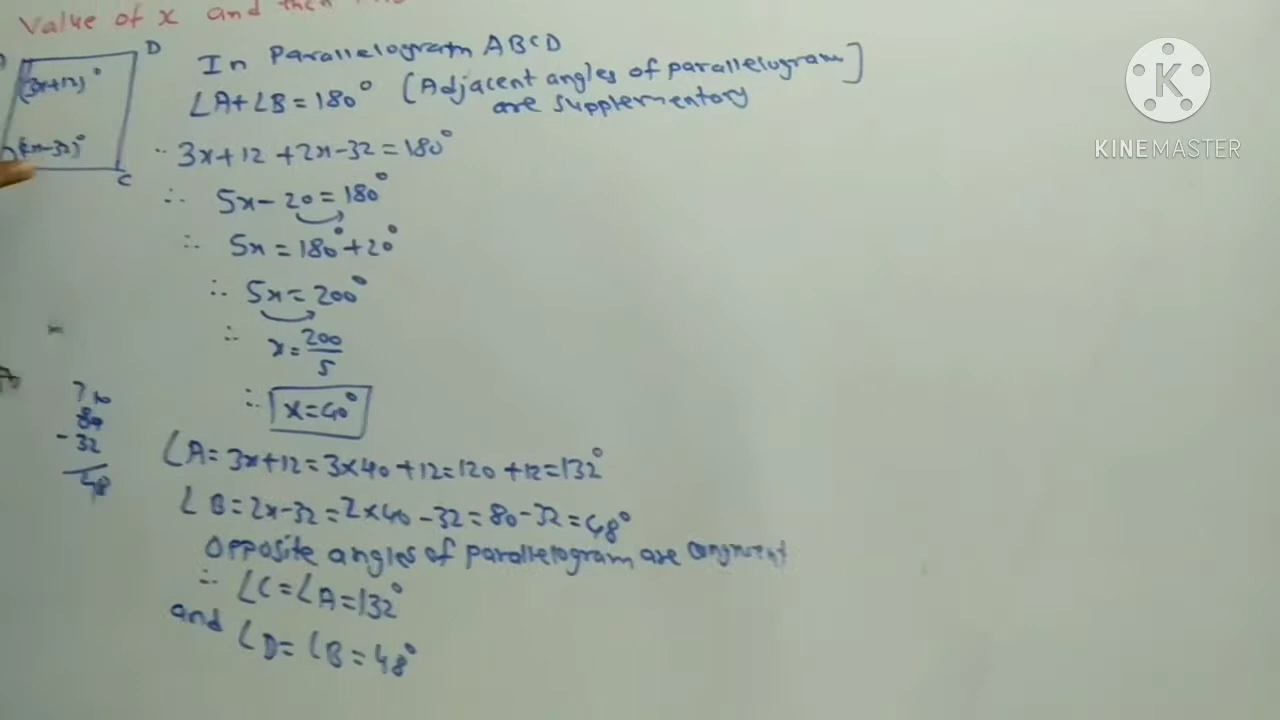 Value of x and then
D
(3x+12)°
(2x-32)°
C
In Parallelogram ABCD
∠A+∠B=180° (Adjacent angles of parallelogram]
are supplementory
∵ 3x+12+2x-32=180°
∴ 5x-20=180°
∴ 5x=180°+20°
∴ 5x=200°
∴ x=200/5
∴ x=40°
80
-32
48
∠A=3x+12=3×40+12=120+12=132°
∠B=2x-32=2×40-32=80-32=48°
Opposite angles of parallelogram are congruent
∴ ∠C=∠A=132°
and ∠D=∠B=48°
K
KINEMASTER